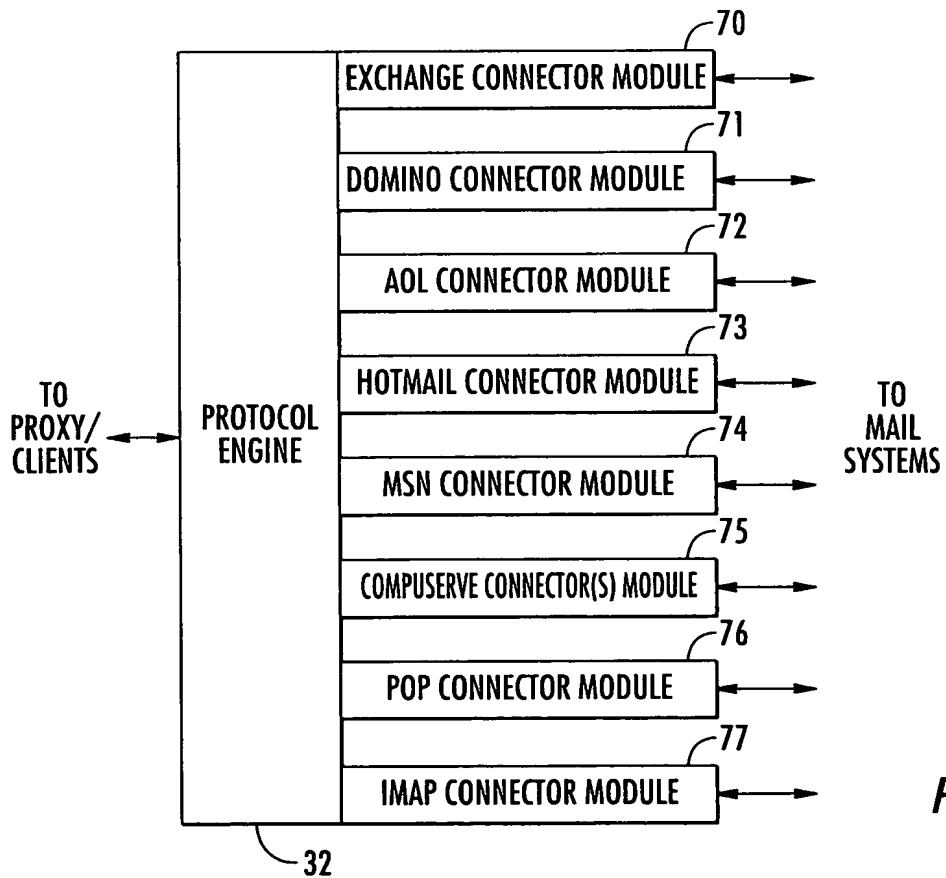 70
EXCHANGE CONNECTOR MODULE
71
DOMINO CONNECTOR MODULE
72
AOL CONNECTOR MODULE
73
HOTMAIL CONNECTOR MODULE
TO
PROXY/
CLIENTS
PROTOCOL
ENGINE
TO
MAIL
SYSTEMS
74
MSN CONNECTOR MODULE
75
COMPUSERVE CONNECTOR(S) MODULE
76
POP CONNECTOR MODULE
77
IMAP CONNECTOR MODULE
32